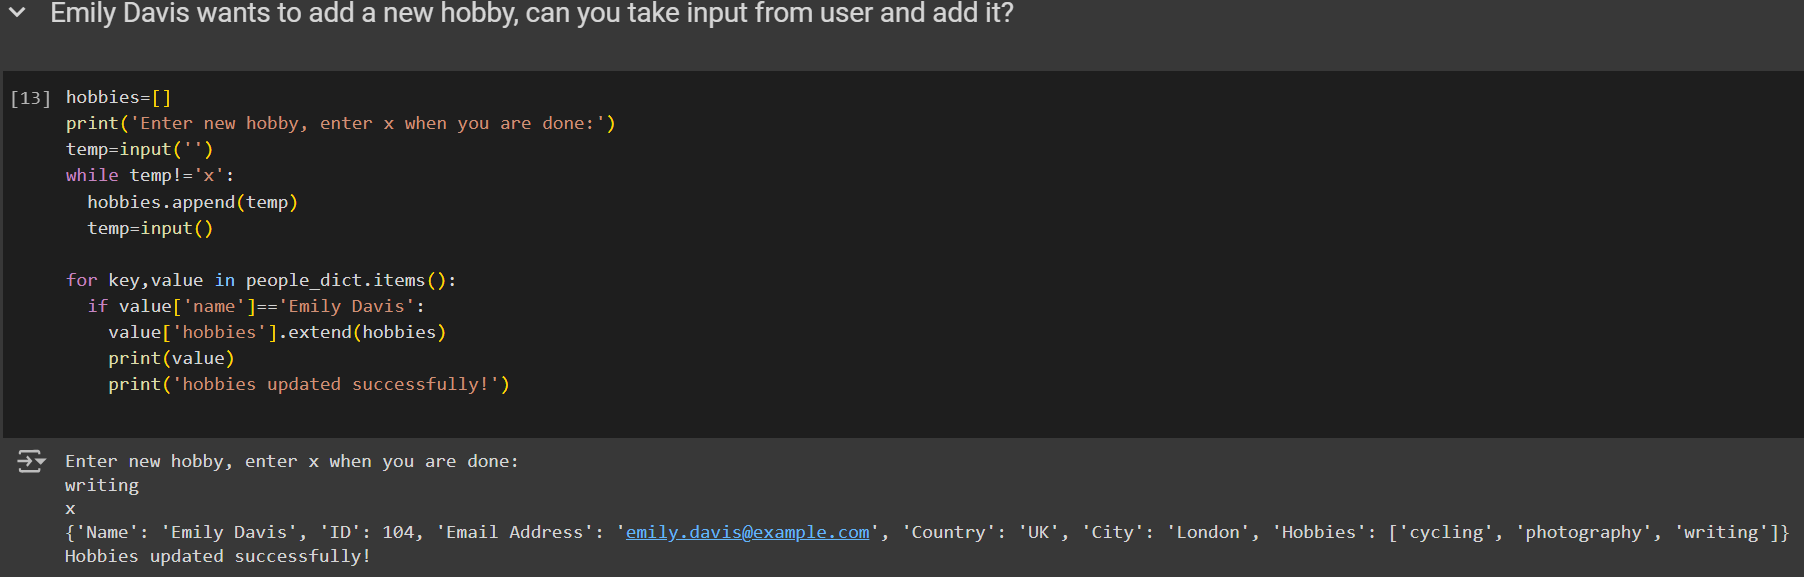 Emily Davis wants to add a new hobby, can you take input from user and add it?
[13] hobbies=[]
print('Enter new hobby, enter x when you are done:')
temp=input('')
while temp!='x':
  hobbies.append(temp)
  temp=input()
for key,value in people_dict.items():
  if value['name']=='Emily Davis':
    value['hobbies'].extend(hobbies)
    print(value)
    print('hobbies updated successfully!')
Enter new hobby, enter x when you are done:
writing
x
{'Name': 'Emily Davis', 'ID': 104, 'Email Address': 'emily.davis@example.com', 'Country': 'UK', 'City': 'London', 'Hobbies': ['cycling', 'photography', 'writing']}
Hobbies updated successfully!